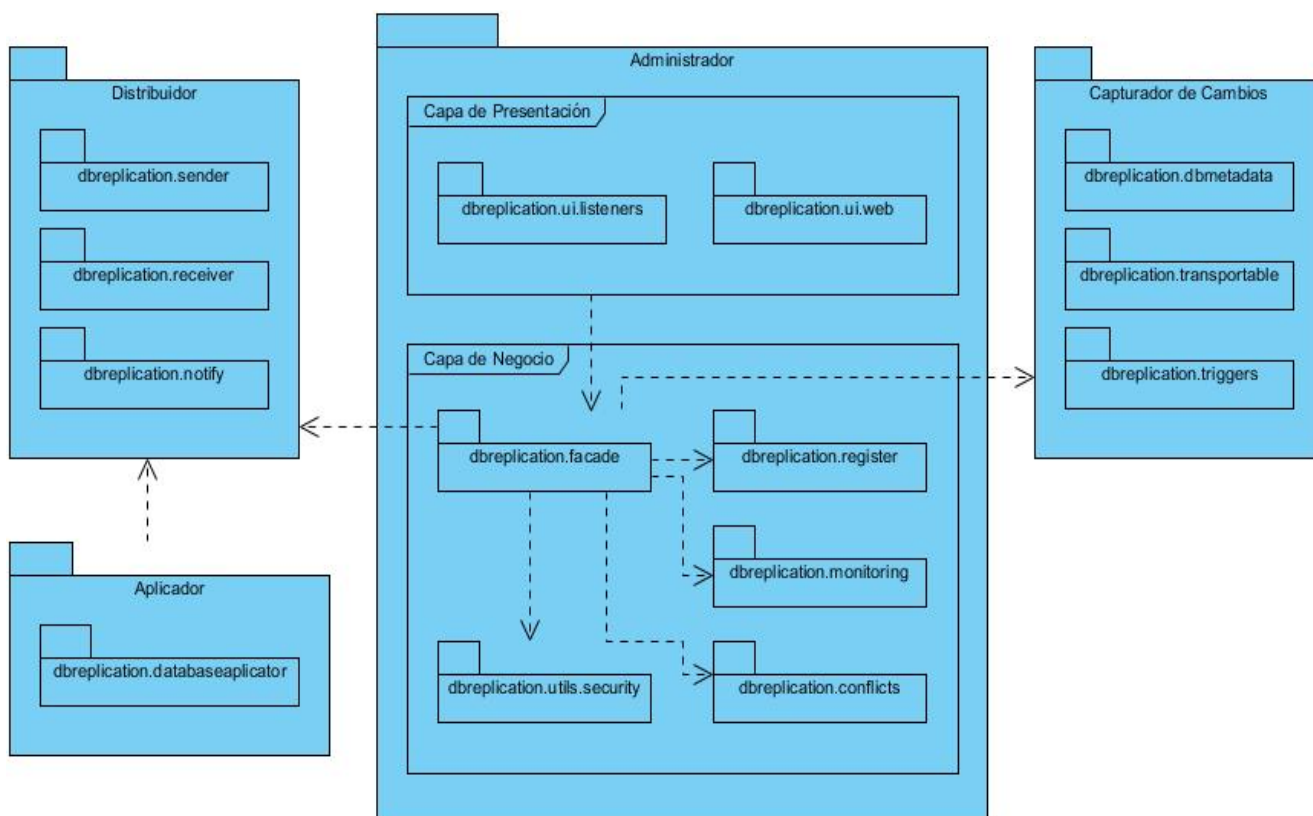 Distribuidor
dbreplication.sender
dbreplication.receiver
dbreplication.notify
Aplicador
dbreplication.databaseaplicator
Administrador
Capa de Presentación
dbreplication.ui.listeners
dbreplication.ui.web
Capa de Negocio
dbreplication.facade
dbreplication.register
dbreplication.monitoring
dbreplication.utils.security
dbreplication.conflicts
Capturador de Cambios
dbreplication.dbmetadata
dbreplication.transportable
dbreplication.triggers